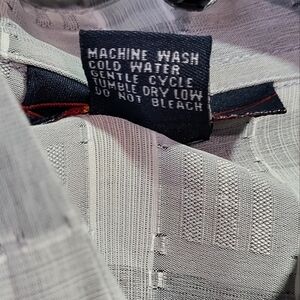 MACHINE WASH
COLD WATER
GENTLE CYCLE
TUMBLE DRY LOW
DO NOT BLEACH